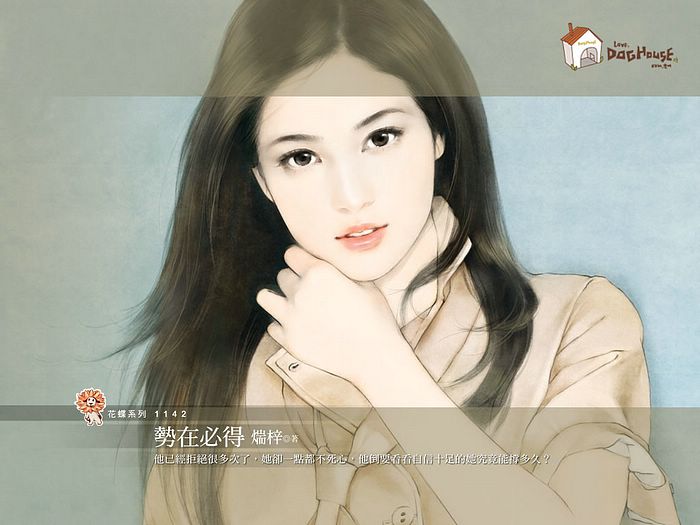 Love.
DOGHOUSE
.com.tw
花蝶系列 1142
勢在必得 煓梓◎著
他已經拒絕很多次了，她卻一點都不死心，他倒要看看自信十足的她究竟能撐多久？